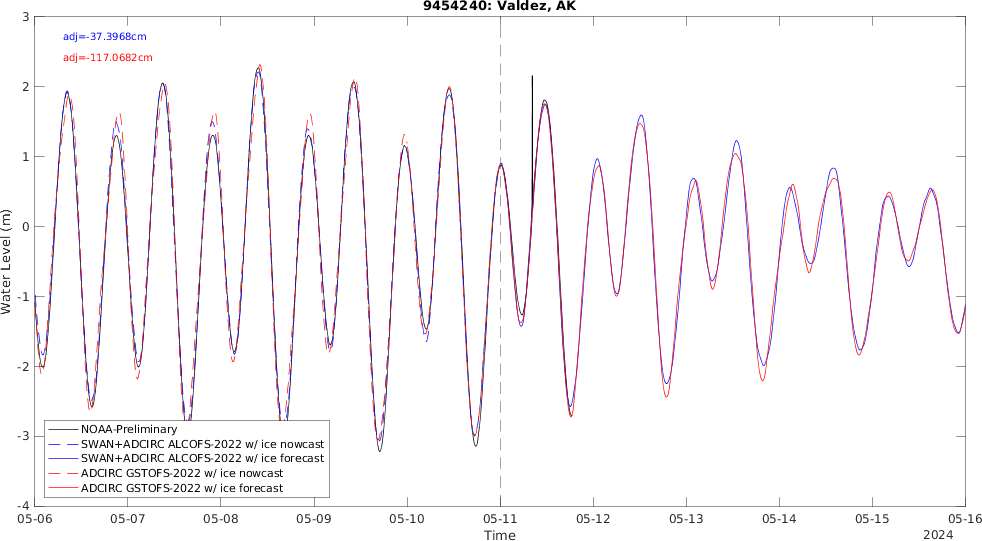 9454240: Valdez, AK
adj=-37.3968cm
adj=-117.0682cm
Water Level (m)
3
2
1
0
-1
-2
-3
-4
NOAA-Preliminary
SWAN+ADCIRC ALCOFS-2022 w/ ice nowcast
SWAN+ADCIRC ALCOFS-2022 w/ ice forecast
ADCIRC GSTOFS-2022 w/ ice nowcast
ADCIRC GSTOFS-2022 w/ ice forecast
05-06 05-07 05-08 05-09 05-10 05-11 05-12 05-13 05-14 05-15 05-16
Time
2024